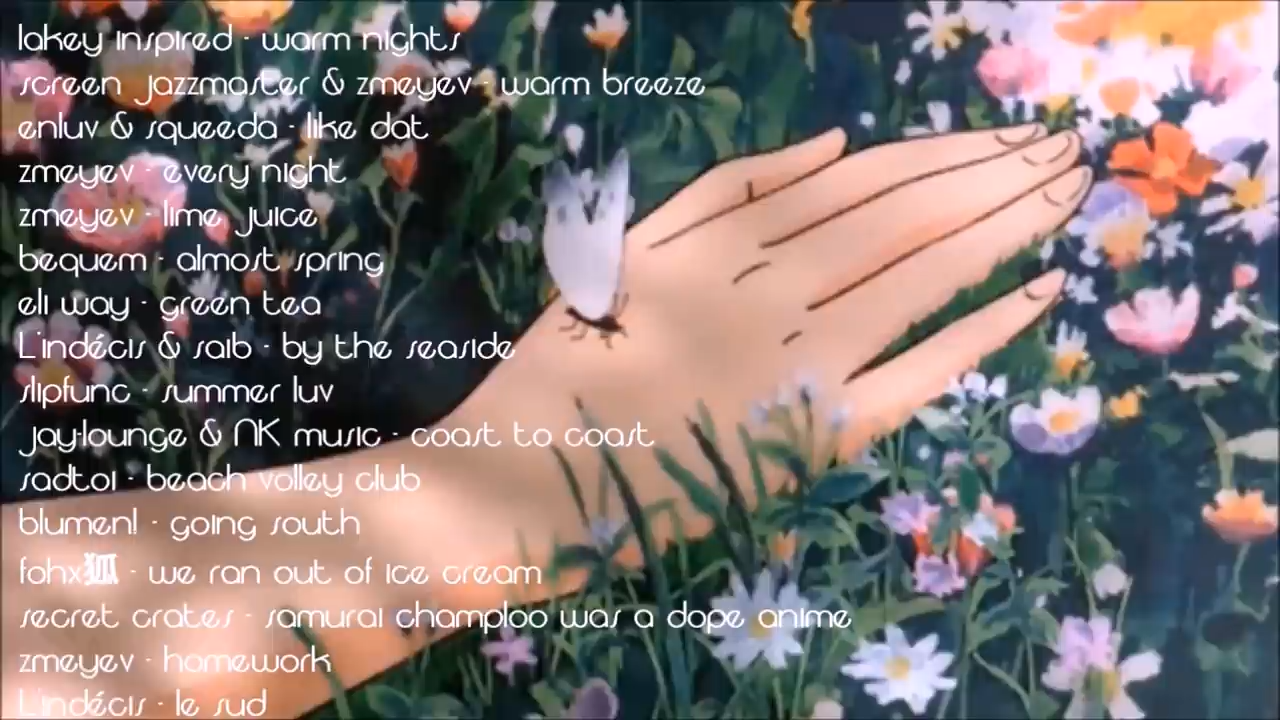 lakey inspired - warm nights
screen jazzmaster & zmeyev - warm breeze
enluv & squeeda - like dat
zmeyev - every night
zmeyev - lime juice
bequem - almost spring
eli way - green tea
L'indécis & saib - by the seaside
slipfunc - summer luv
jay-lounge & NK music - coast to coast
sadtoi - beach volley club
blumen! - going south
fohx狐 - we ran out of ice cream
secret crates - samurai champloo was a dope anime
zmeyev - homework
L'indécis - le sud